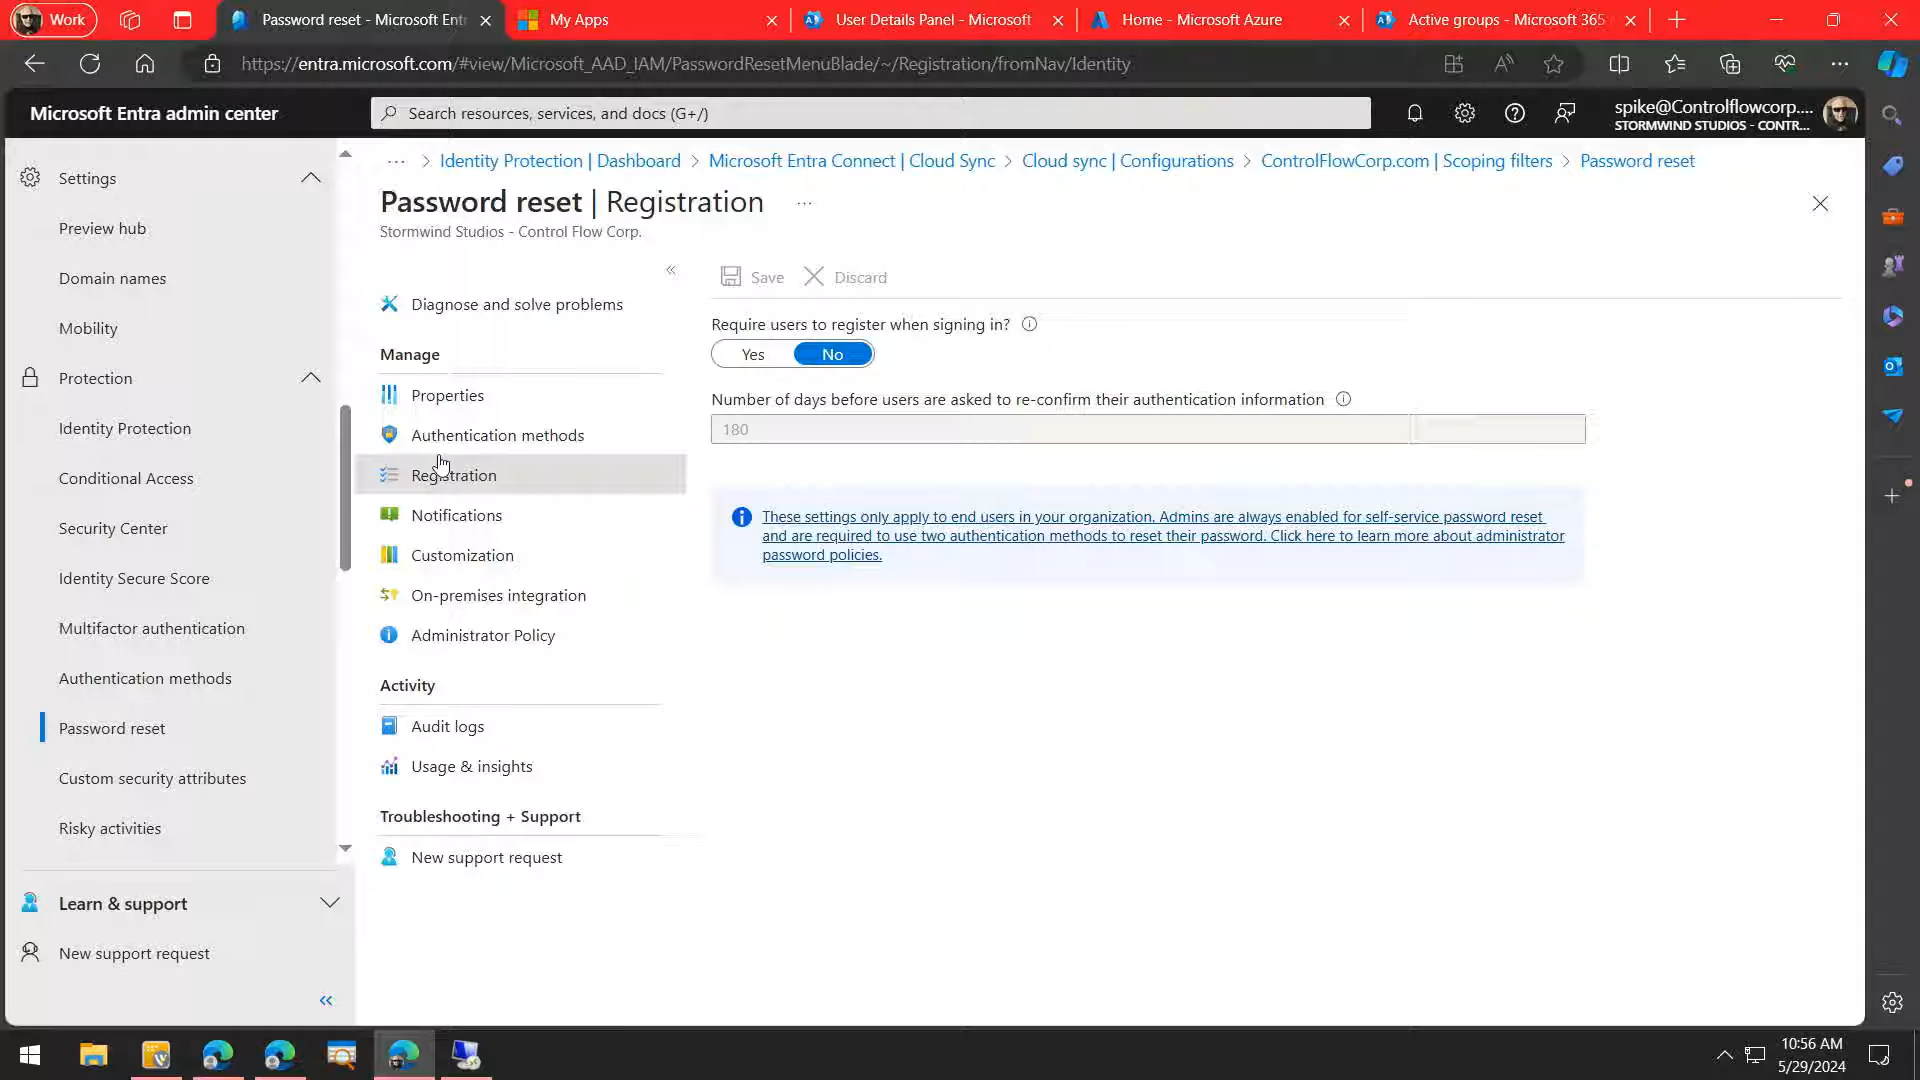 Work
Password reset - Microsoft Ent
My Apps
User Details Panel - Microsoft
Home - Microsoft Azure
Active groups - Microsoft 365
https://entra.microsoft.com/#view/Microsoft_AAD_IAM/PasswordResetMenuBlade/~/Registration/fromNav/Identity
Microsoft Entra admin center
Search resources, services, and docs (G+/)
spike@Controlflowcorp....
STORMWIND STUDIOS - CONTR...
Settings
Preview hub
Domain names
Mobility
Protection
Identity Protection
Conditional Access
Security Center
Identity Secure Score
Multifactor authentication
Authentication methods
Password reset
Custom security attributes
Risky activities
Learn & support
New support request
··· > Identity Protection | Dashboard > Microsoft Entra Connect | Cloud Sync > Cloud sync | Configurations > ControlFlowCorp.com | Scoping filters > Password reset
Password reset | Registration ···
Stormwind Studios - Control Flow Corp.
Diagnose and solve problems
Manage
Properties
Authentication methods
Registration
Notifications
Customization
On-premises integration
Administrator Policy
Activity
Audit logs
Usage & insights
Troubleshooting + Support
New support request
Save
Discard
Require users to register when signing in?
Yes
No
Number of days before users are asked to re-confirm their authentication information
180
These settings only apply to end users in your organization. Admins are always enabled for self-service password reset
and are required to use two authentication methods to reset their password. Click here to learn more about administrator
password policies.
10:56 AM
5/29/2024